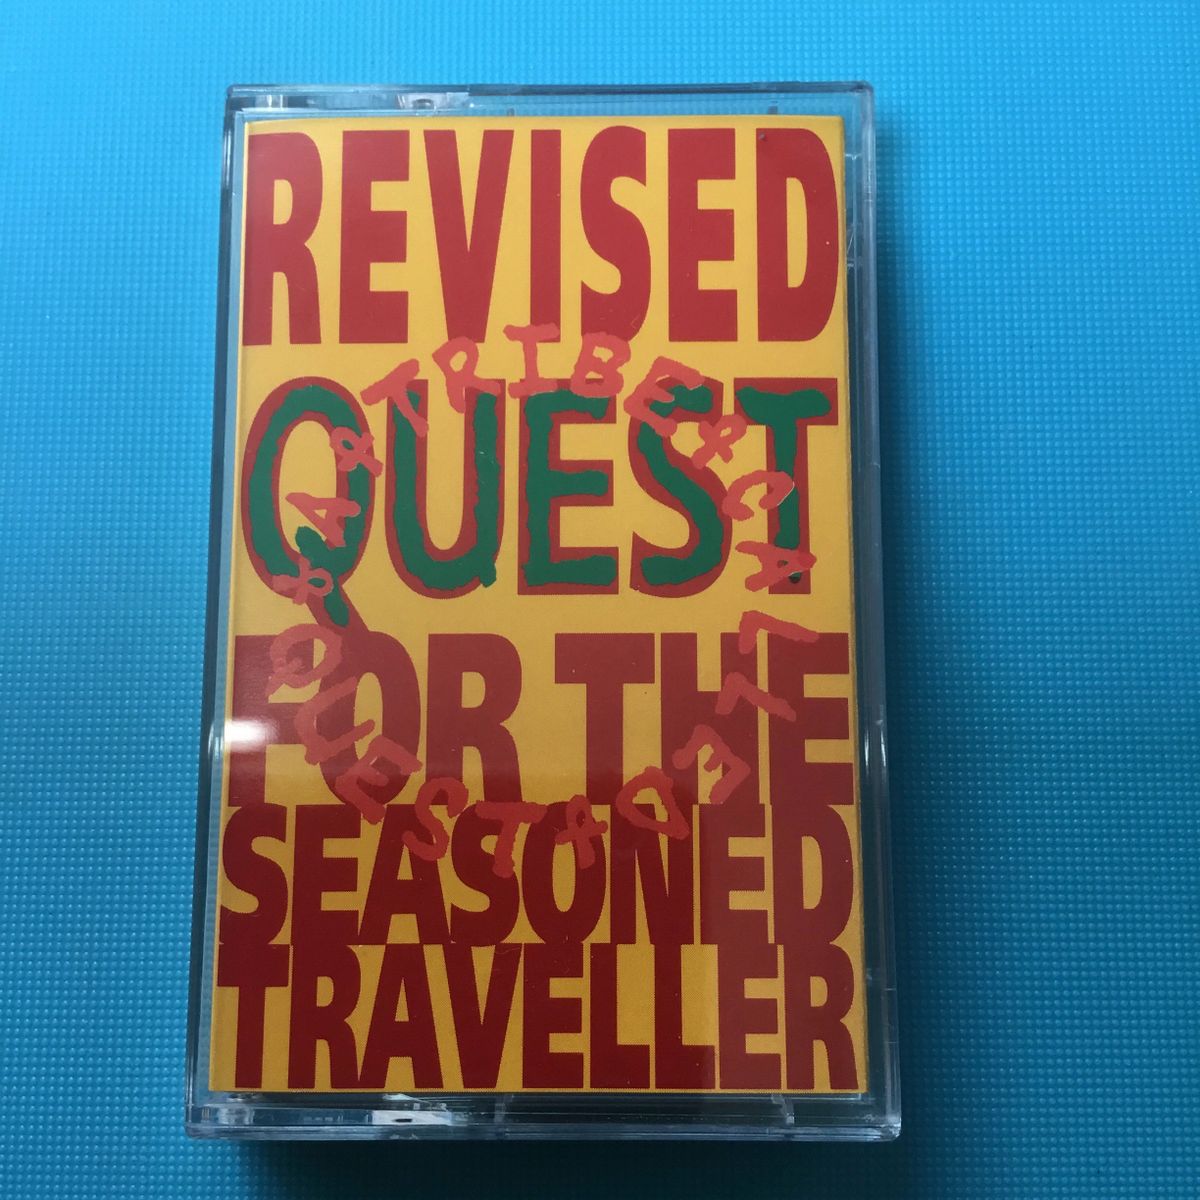 REVISED
QUEST
FOR THE
SEASONED
TRAVELLER
A TRIBE CALLED QUEST